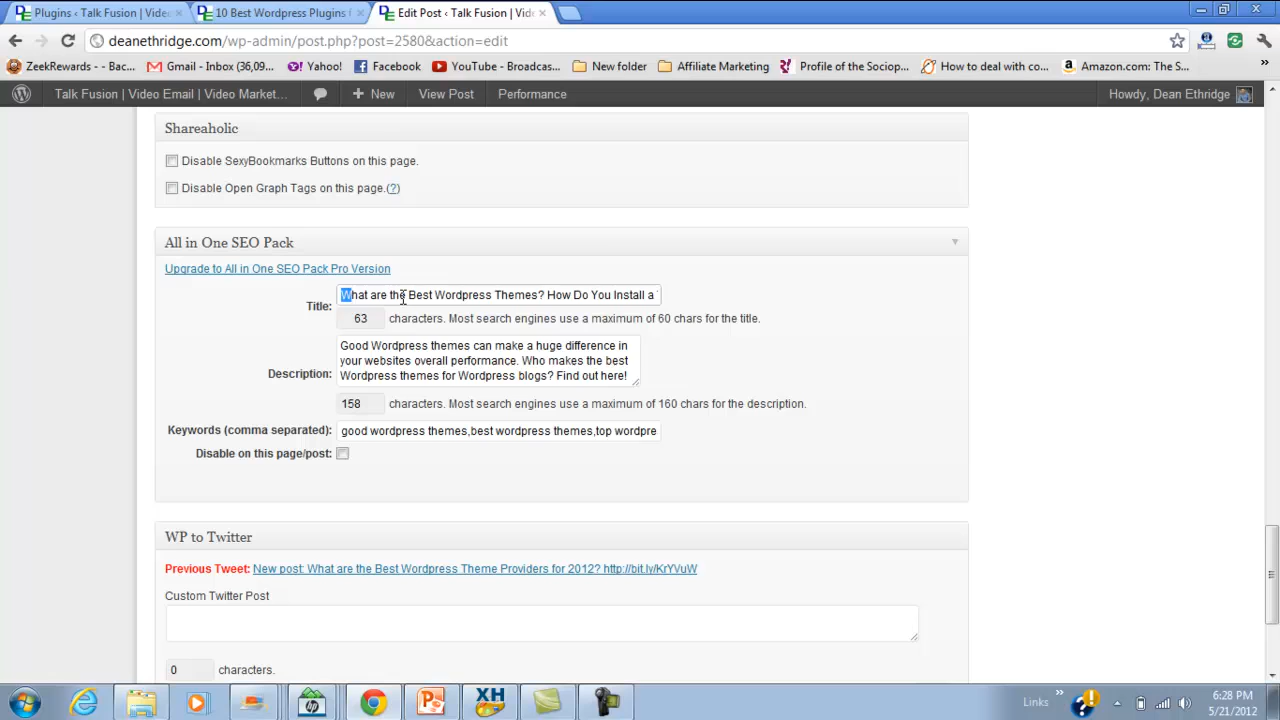 Plugins ‹ Talk Fusion | Vide
10 Best Wordpress Plugins f
Edit Post ‹ Talk Fusion | Vid
deanethridge.com/wp-admin/post.php?post=2580&action=edit
ZeekRewards - - Bac...
Gmail - Inbox (36,09...
Yahoo!
Facebook
YouTube - Broadcas...
New folder
Affiliate Marketing
Profile of the Sociop...
How to deal with co...
Amazon.com: The S...
»
Talk Fusion | Video Email | Video Market...
+ New
View Post
Performance
Howdy, Dean Ethridge
Shareaholic
Disable SexyBookmarks Buttons on this page.
Disable Open Graph Tags on this page.(?)
All in One SEO Pack
Upgrade to All in One SEO Pack Pro Version
Title:
What are the Best Wordpress Themes? How Do You Install a
63 characters. Most search engines use a maximum of 60 chars for the title.
Description:
Good Wordpress themes can make a huge difference in
your websites overall performance. Who makes the best
Wordpress themes for Wordpress blogs? Find out here!
158 characters. Most search engines use a maximum of 160 chars for the description.
Keywords (comma separated): good wordpress themes,best wordpress themes,top wordpre
Disable on this page/post:
WP to Twitter
Previous Tweet: New post: What are the Best Wordpress Theme Providers for 2012? http://bit.ly/KrYVuW
Custom Twitter Post
0 characters.
XH
Links »
6:28 PM
5/21/2012